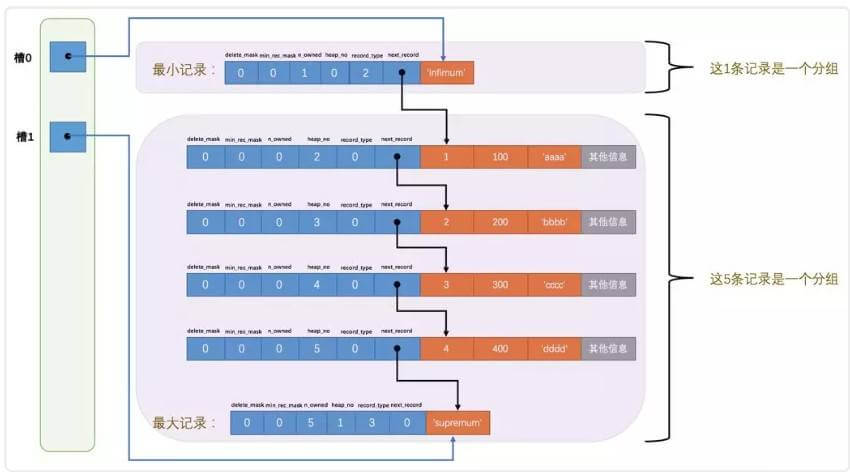 槽0
槽1
delete_mask min_rec_mask n_owned heap_no record_type next_record
最小记录： 0 0 1 0 2 'infimum'
这1条记录是一个分组
delete_mask min_rec_mask n_owned heap_no record_type next_record
0 0 0 2 0 1 100 'aaaa' 其他信息
delete_mask min_rec_mask n_owned heap_no record_type next_record
0 0 0 3 0 2 200 'bbbb' 其他信息
delete_mask min_rec_mask n_owned heap_no record_type next_record
0 0 0 4 0 3 300 'cccc' 其他信息
这5条记录是一个分组
delete_mask min_rec_mask n_owned heap_no record_type next_record
0 0 0 5 0 4 400 'dddd' 其他信息
delete_mask min_rec_mask n_owned heap_no record_type next_record
最大记录： 0 0 5 1 3 0 'supremum'